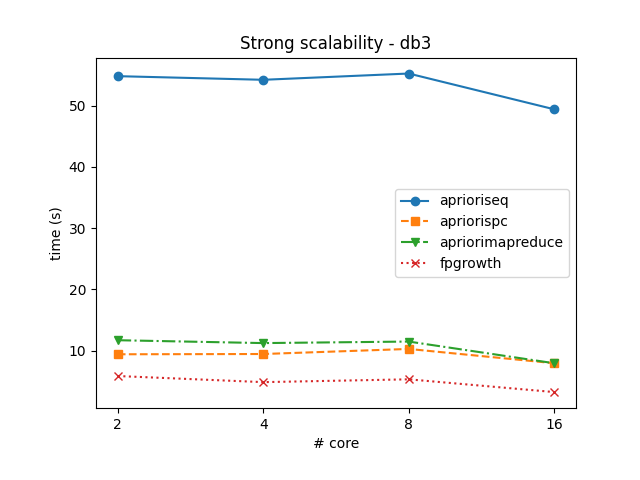 Strong scalability - db3
time (s)
50
40
30
20
10
aprioriseq
apriorispc
apriorimapreduce
fpgrowth
2
4
8
16
# core